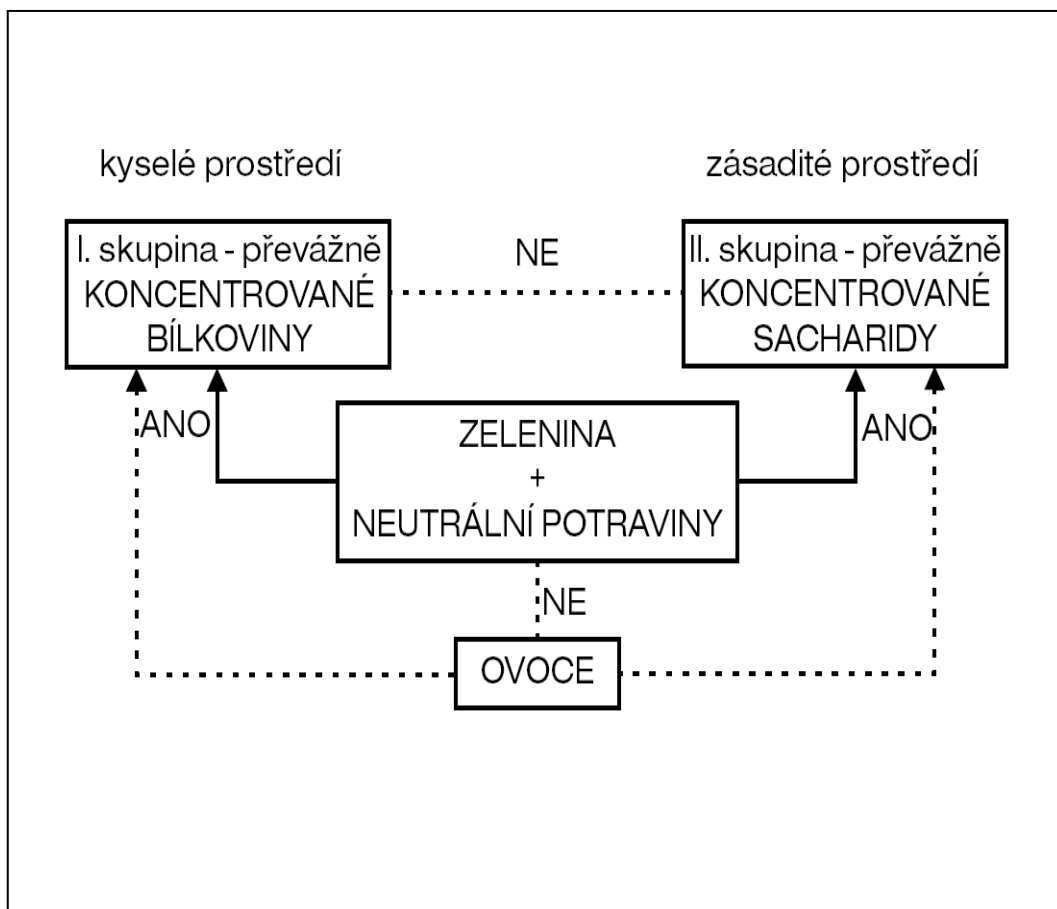 kyselé prostředí
zásadité prostředí
I. skupina - převážně
KONCENTROVANÉ
BÍLKOVINY
NE
II. skupina - převážně
KONCENTROVANÉ
SACHARIDY
ANO
ZELENINA
+
NEUTRÁLNÍ POTRAVINY
ANO
NE
OVOCE